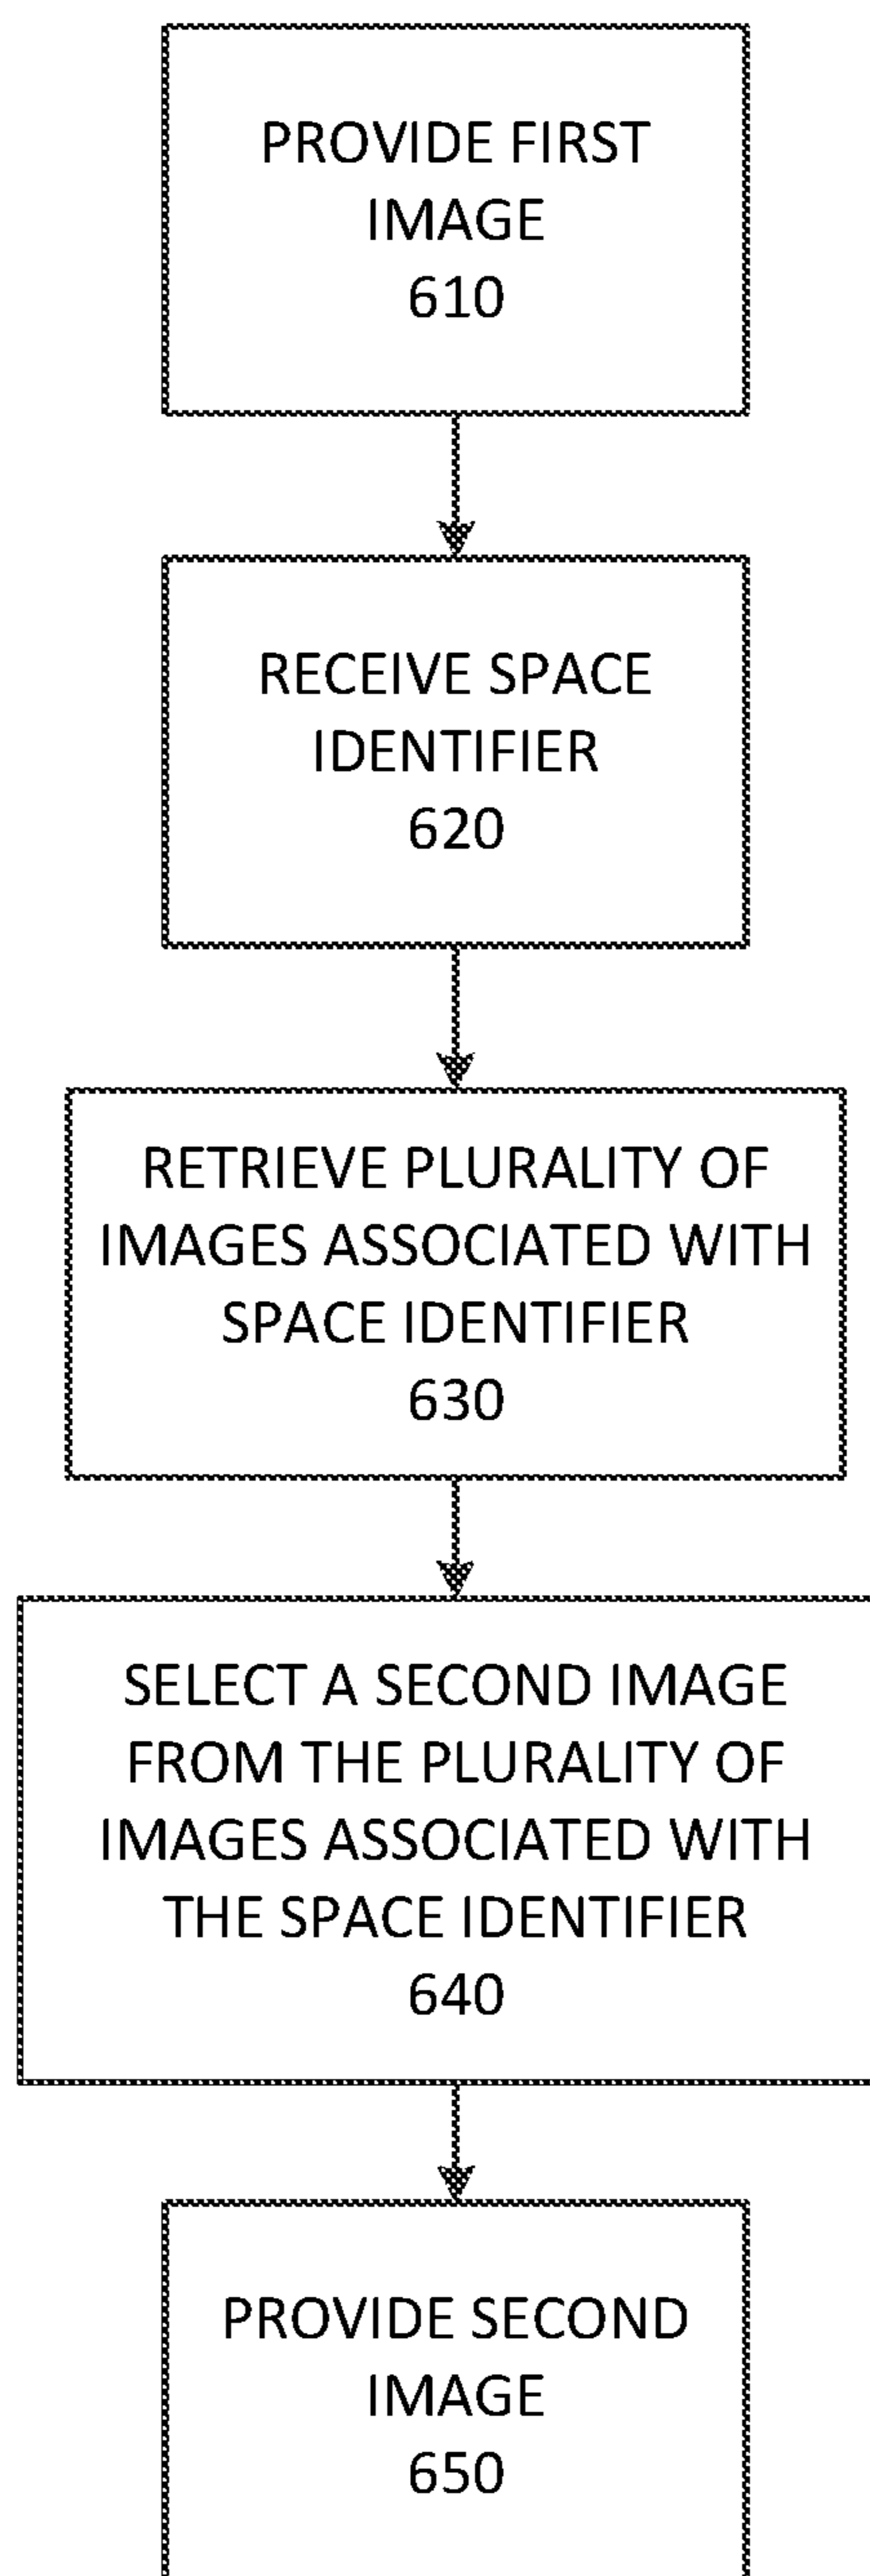 PROVIDE FIRST
IMAGE
610
RECEIVE SPACE
IDENTIFIER
620
RETRIEVE PLURALITY OF
IMAGES ASSOCIATED WITH
SPACE IDENTIFIER
630
SELECT A SECOND IMAGE
FROM THE PLURALITY OF
IMAGES ASSOCIATED WITH
THE SPACE IDENTIFIER
640
PROVIDE SECOND
IMAGE
650